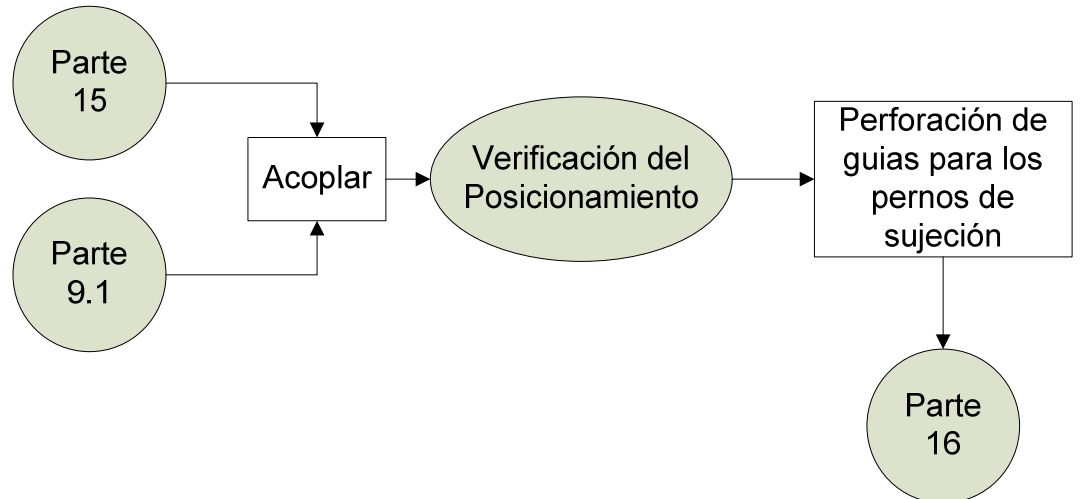 Parte
15
Parte
9.1
Acoplar
Verificación del
Posicionamiento
Perforación de
guias para los
pernos de
sujeción
Parte
16